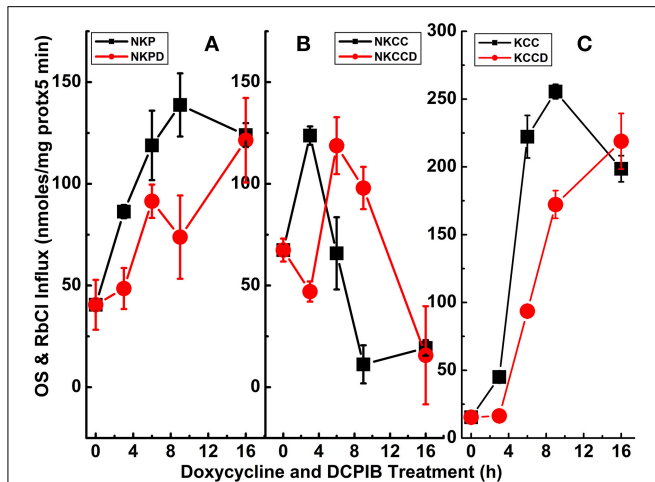 NKP
NKPD
A
B
NKCC
NKCCD
KCC
KCCD
C
OS & RbCl Influx (nmoles/mg protx5 min)
150
100
50
0
150
100
50
0
300
250
200
150
100
50
0
0 4 8 12 16
0 4 8 12 16
0 4 8 12 16
Doxycycline and DCPIB Treatment (h)